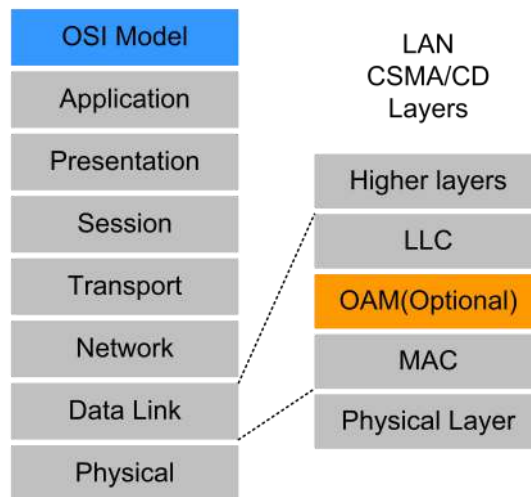 OSI Model
Application
Presentation
Session
Transport
Network
Data Link
Physical
LAN
CSMA/CD
Layers
Higher layers
LLC
OAM(Optional)
MAC
Physical Layer